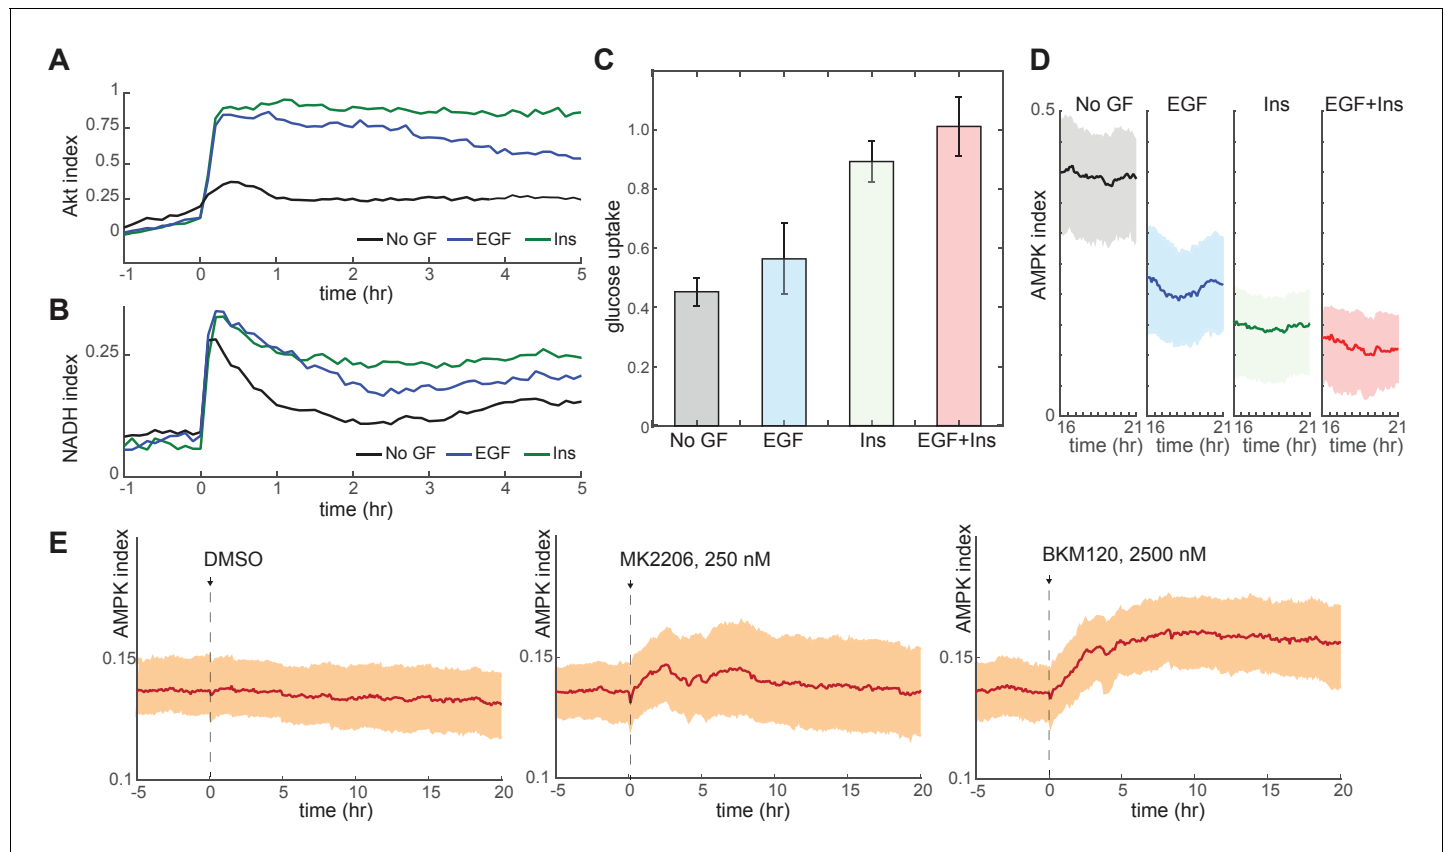 A
Akt index
1
0.75
0.5
0.25
0
No GF EGF Ins
-1 0 1 2 3 4 5
time (hr)
B
NADH index
0.25
0
No GF EGF Ins
-1 0 1 2 3 4 5
time (hr)
C
glucose uptake
1.0
0.8
0.6
0.4
0.2
0
No GF EGF Ins EGF+Ins
D
No GF EGF Ins EGF+Ins
AMPK index
0.5
0
16 21 16 21 16 21 16 21
time (hr) time (hr) time (hr) time (hr)
E
AMPK index
DMSO
0.15
0.1
-5 0 5 10 15 20
time (hr)
AMPK index
MK2206, 250 nM
0.15
0.1
-5 0 5 10 15 20
time (hr)
AMPK index
BKM120, 2500 nM
0.15
0.1
-5 0 5 10 15 20
time (hr)